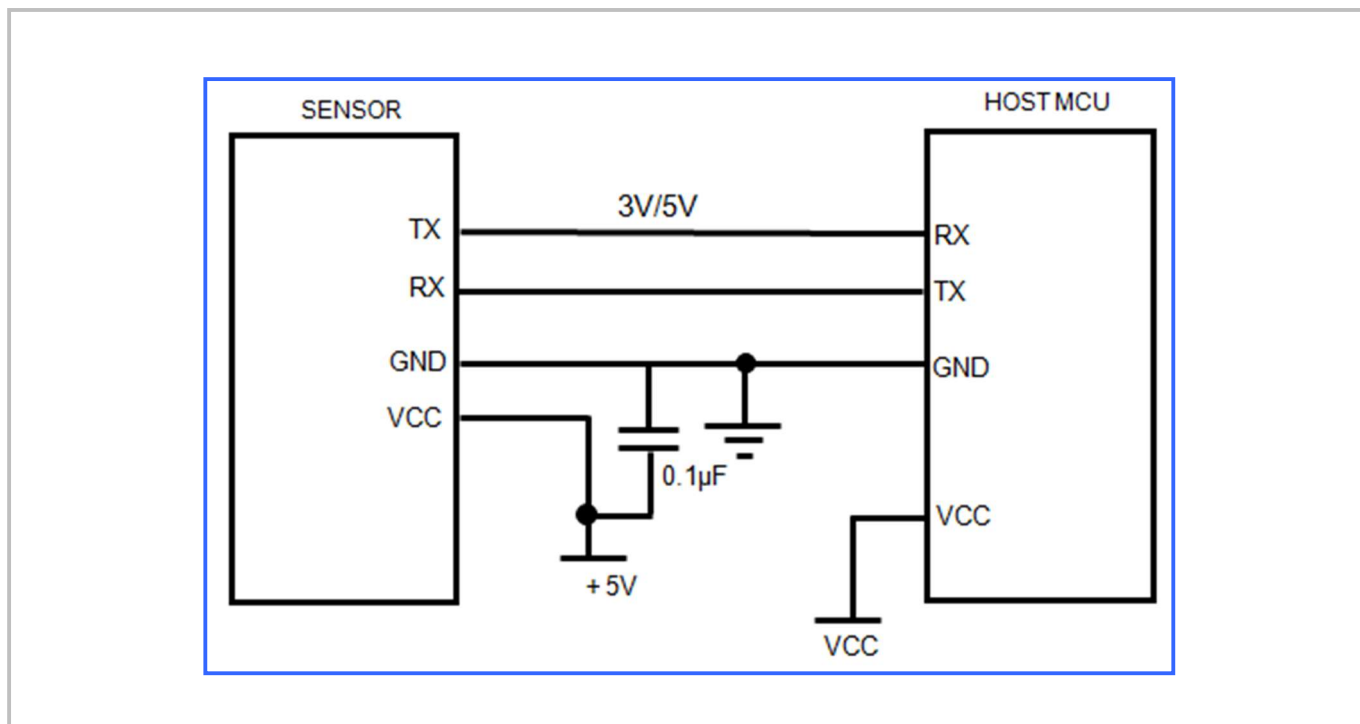 SENSOR
HOST MCU
3V/5V
TX
RX
RX
TX
GND
GND
VCC
0.1µF
VCC
+5V
VCC